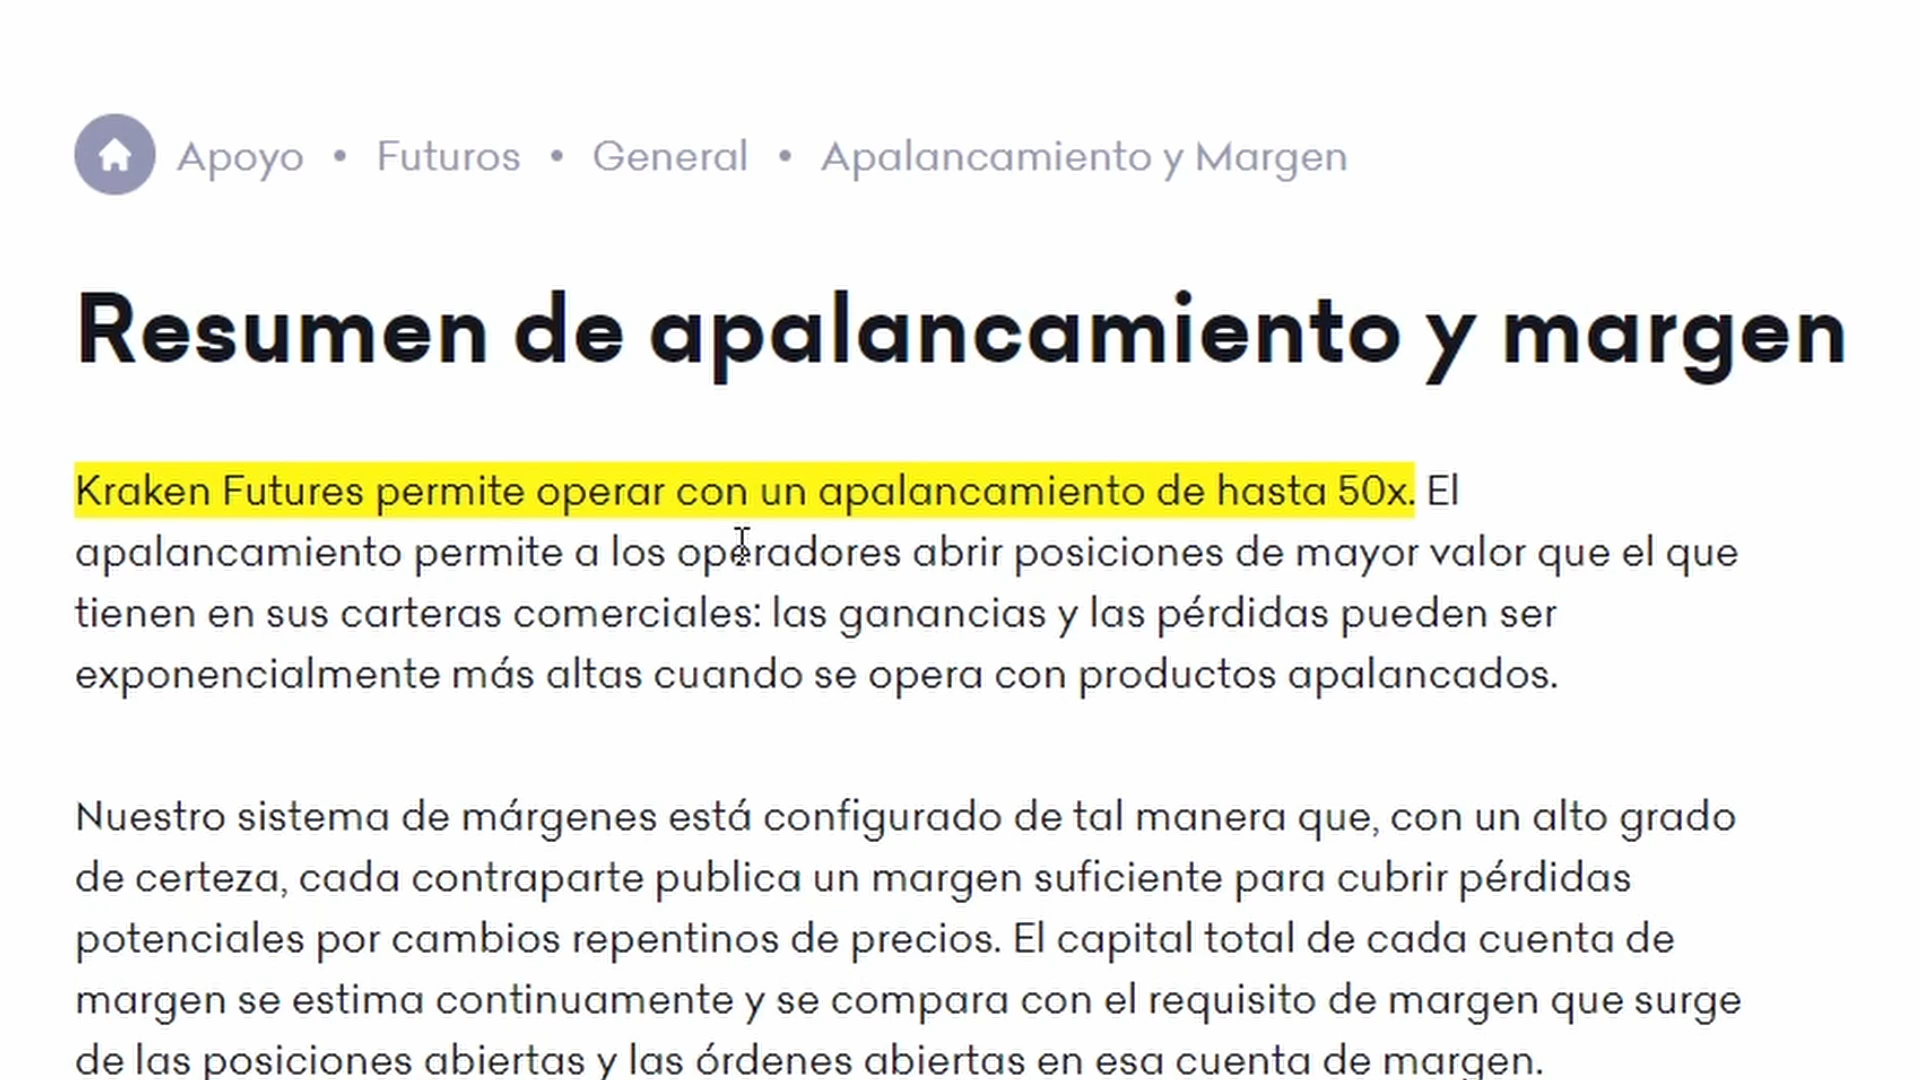 Apoyo • Futuros • General • Apalancamiento y Margen
Resumen de apalancamiento y margen
Kraken Futures permite operar con un apalancamiento de hasta 50x. El
apalancamiento permite a los operadores abrir posiciones de mayor valor que el que
tienen en sus carteras comerciales: las ganancias y las pérdidas pueden ser
exponencialmente más altas cuando se opera con productos apalancados.
Nuestro sistema de márgenes está configurado de tal manera que, con un alto grado
de certeza, cada contraparte publica un margen suficiente para cubrir pérdidas
potenciales por cambios repentinos de precios. El capital total de cada cuenta de
margen se estima continuamente y se compara con el requisito de margen que surge
de las posiciones abiertas y las órdenes abiertas en esa cuenta de margen.